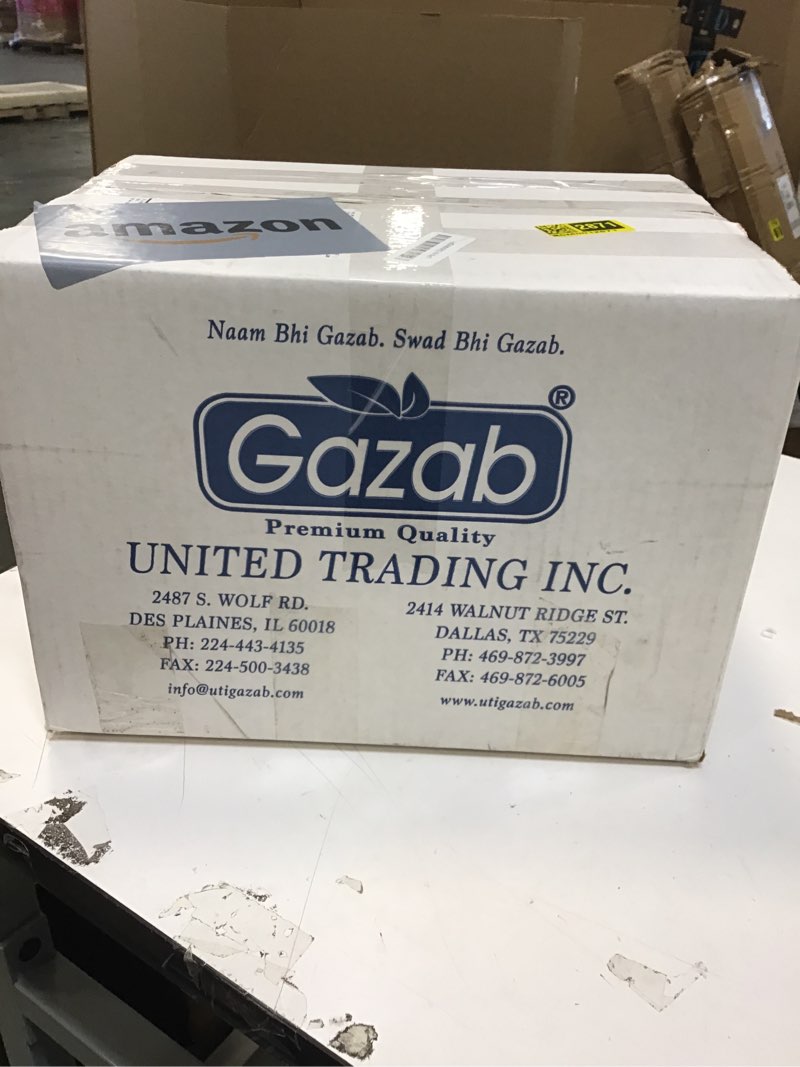 amazon
2671
Naam Bhi Gazab. Swad Bhi Gazab.
Gazab®
Premium Quality
UNITED TRADING INC.
2487 S. WOLF RD.
DES PLAINES, IL 60018
PH: 224-443-4135
FAX: 224-500-3438
info@utigazab.com
2414 WALNUT RIDGE ST.
DALLAS, TX 75229
PH: 469-872-3997
FAX: 469-872-6005
www.utigazab.com